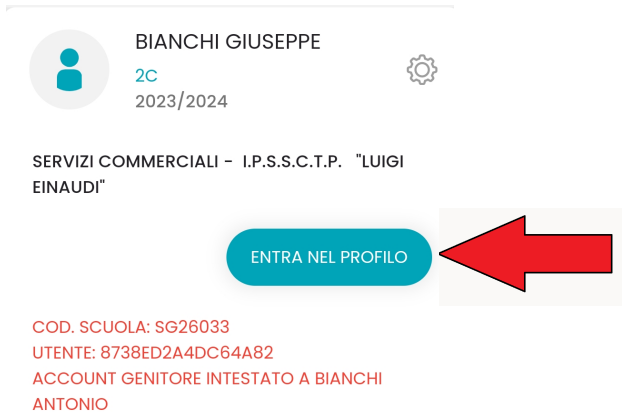 BIANCHI GIUSEPPE
2C
2023/2024
SERVIZI COMMERCIALI - I.P.S.S.C.T.P. "LUIGI
EINAUDI"
ENTRA NEL PROFILO
COD. SCUOLA: SG26033
UTENTE: 8738ED2A4DC64A82
ACCOUNT GENITORE INTESTATO A BIANCHI
ANTONIO